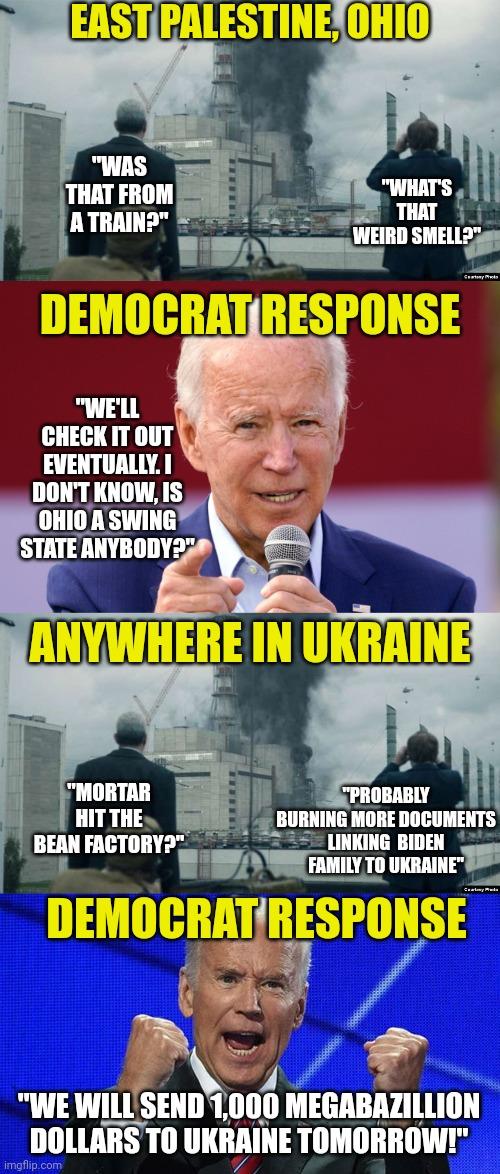 EAST PALESTINE, OHIO
"WAS
THAT FROM
A TRAIN?"
"WHAT'S
THAT
WEIRD SMELL?"
Courtesy Photo
DEMOCRAT RESPONSE
"WE'LL
CHECK IT OUT
EVENTUALLY. I
DON'T KNOW, IS
OHIO A SWING
STATE ANYBODY?"
ANYWHERE IN UKRAINE
"MORTAR
HIT THE
BEAN FACTORY?"
"PROBABLY
BURNING MORE DOCUMENTS
LINKING BIDEN
FAMILY TO UKRAINE"
Courtesy Photo
DEMOCRAT RESPONSE
"WE WILL SEND 1,000 MEGABAZILLION
DOLLARS TO UKRAINE TOMORROW!"
imgflip.com